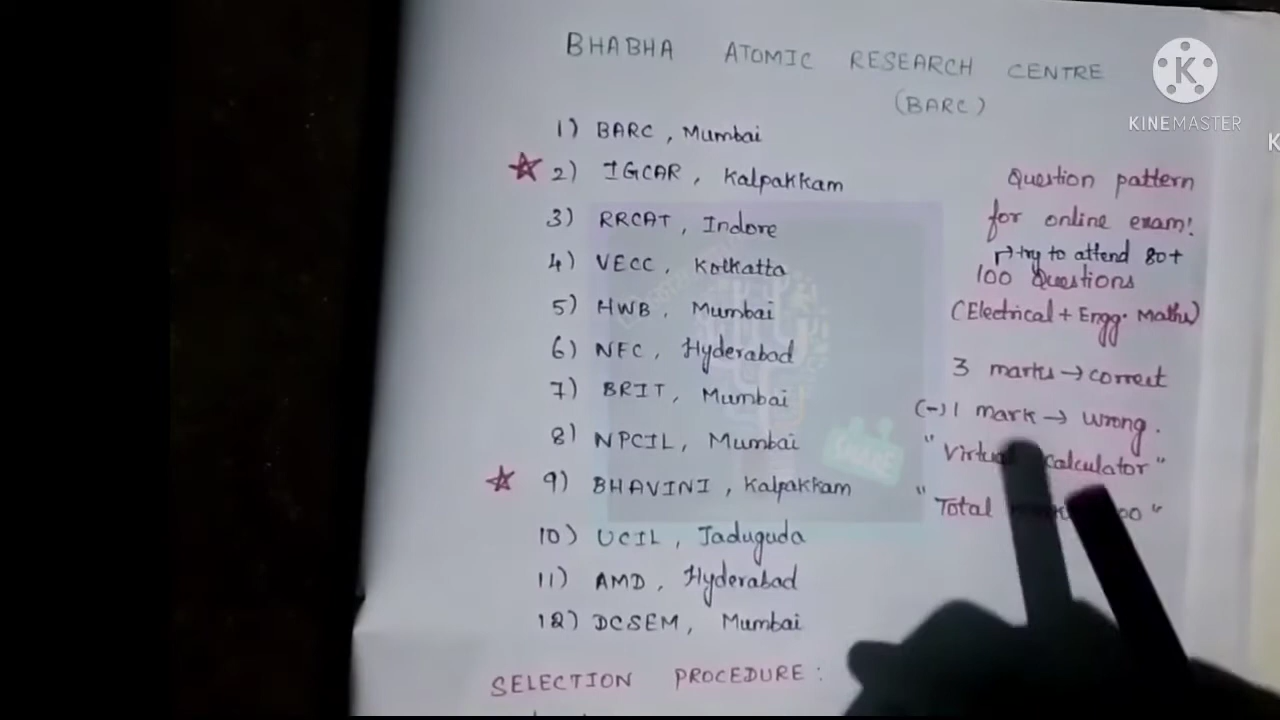 BHABHA ATOMIC RESEARCH CENTRE
(BARC)
1) BARC, Mumbai
2) IGCAR, Kalpakkam
3) RRCAT, Indore
4) VECC, Kolkatta
5) HWB, Mumbai
6) NFC, Hyderabad
7) BRIT, Mumbai
8) NPCIL, Mumbai
9) BHAVINI, Kalpakkam
10) UCIL, Jaduguda
11) AMD, Hyderabad
12) DCSEM, Mumbai
SELECTION PROCEDURE:
Question pattern
for online exam!
try to attend 80+
100 Questions
(Electrical + Engg. Maths)
3 marks → correct
(-) 1 mark → wrong.
"Virtual calculator"
"Total
KINEMASTER
K